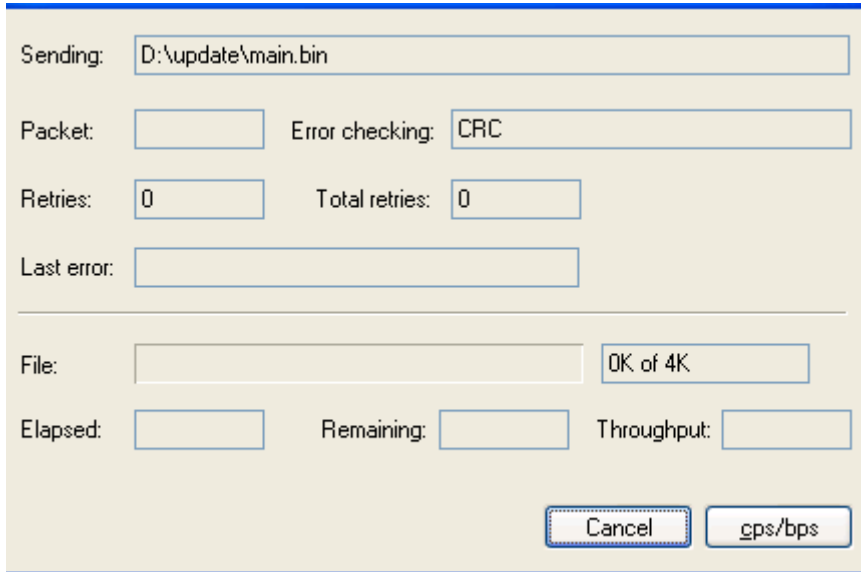 Sending: D:\update\main.bin
Packet: Error checking: CRC
Retries: 0 Total retries: 0
Last error:
File: 0K of 4K
Elapsed: Remaining: Throughput:
Cancel cps/bps